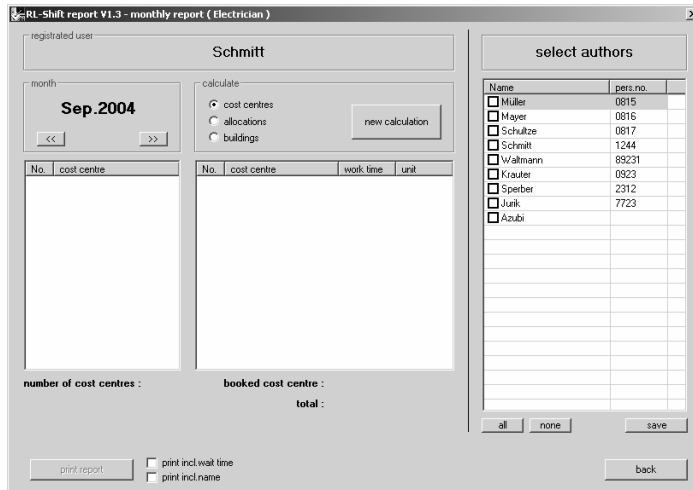 RL-Shift report V1.3 - monthly report ( Electrician )
registrated user
Schmitt
month
Sep.2004
<< >>
calculate
cost centres
allocations
buildings
new calculation
No. cost centre
No. cost centre work time unit
number of cost centres :
booked cost centre :
total :
print report
print incl.wait time
print incl.name
select authors
Name pers.no.
Müller 0815
Mayer 0816
Schultze 0817
Schmitt 1244
Waltmann 89231
Krauter 0923
Sperber 2312
Jurik 7723
Azubi
all none save
back